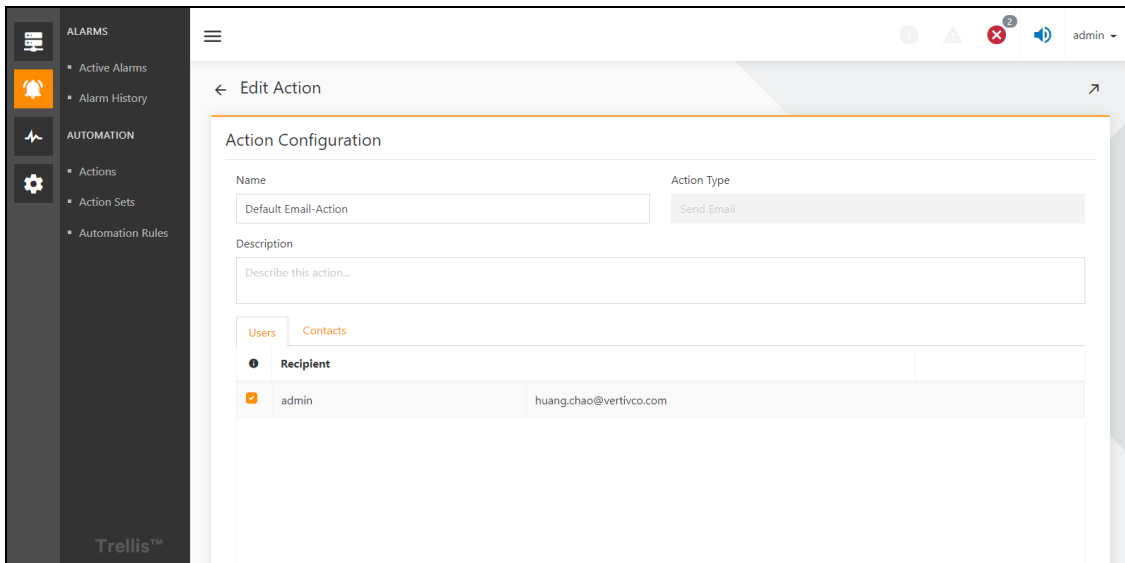 ALARMS
Active Alarms
Alarm History
AUTOMATION
Actions
Action Sets
Automation Rules
Trellis™
2
admin
Edit Action
Action Configuration
Name
Action Type
Default Email-Action
Send Email
Description
Describe this action...
Users
Contacts
Recipient
admin
huang.chao@vertivco.com